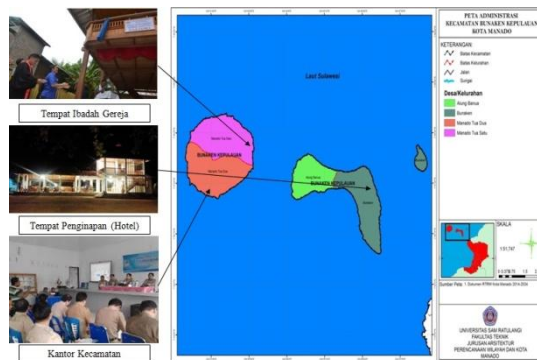 Tempat Ibadah Gereja
Tempat Penginapan (Hotel)
Kantor Kecamatan
Laut Sulawesi
BUNAKEN KEPULAUAN
BUNAKEN KEPULAUAN
PETA ADMINISTRASI
KECAMATAN BUNAKEN KEPULAUAN
KOTA MANADO
KETERANGAN
Batas Kecamatan
Batas Kelurahan
Jalan
Sungai
Desa/Kelurahan
Alung Banua
Bunaken
Manado Tua Dua
Manado Tua Satu
SKALA
UNIVERSITAS SAM RATULANGI
FAKULTAS TEKNIK
JURUSAN ARSITEKTUR
PERENCANAAN WILAYAH DAN KOTA
MANADO